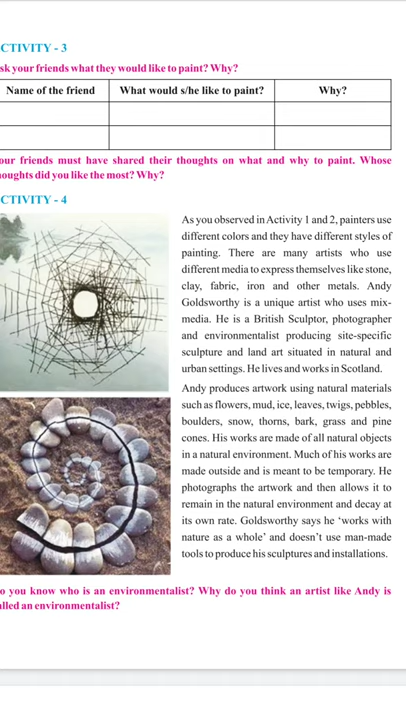 CTIVITY - 3
sk your friends what they would like to paint? Why?
Name of the friend What would s/he like to paint? Why?
our friends must have shared their thoughts on what and why to paint. Whose
oughts did you like the most? Why?
CTIVITY - 4
As you observed in Activity 1 and 2, painters use
different colors and they have different styles of
painting. There are many artists who use
different media to express themselves like stone,
clay, fabric, iron and other metals. Andy
Goldsworthy is a unique artist who uses mix-
media. He is a British Sculptor, photographer
and environmentalist producing site-specific
sculpture and land art situated in natural and
urban settings. He lives and works in Scotland.
Andy produces artwork using natural materials
such as flowers, mud, ice, leaves, twigs, pebbles,
boulders, snow, thorns, bark, grass and pine
cones. His works are made of all natural objects
in a natural environment. Much of his works are
made outside and is meant to be temporary. He
photographs the artwork and then allows it to
remain in the natural environment and decay at
its own rate. Goldsworthy says he ‘works with
nature as a whole’ and doesn’t use man-made
tools to produce his sculptures and installations.
o you know who is an environmentalist? Why do you think an artist like Andy is
alled an environmentalist?